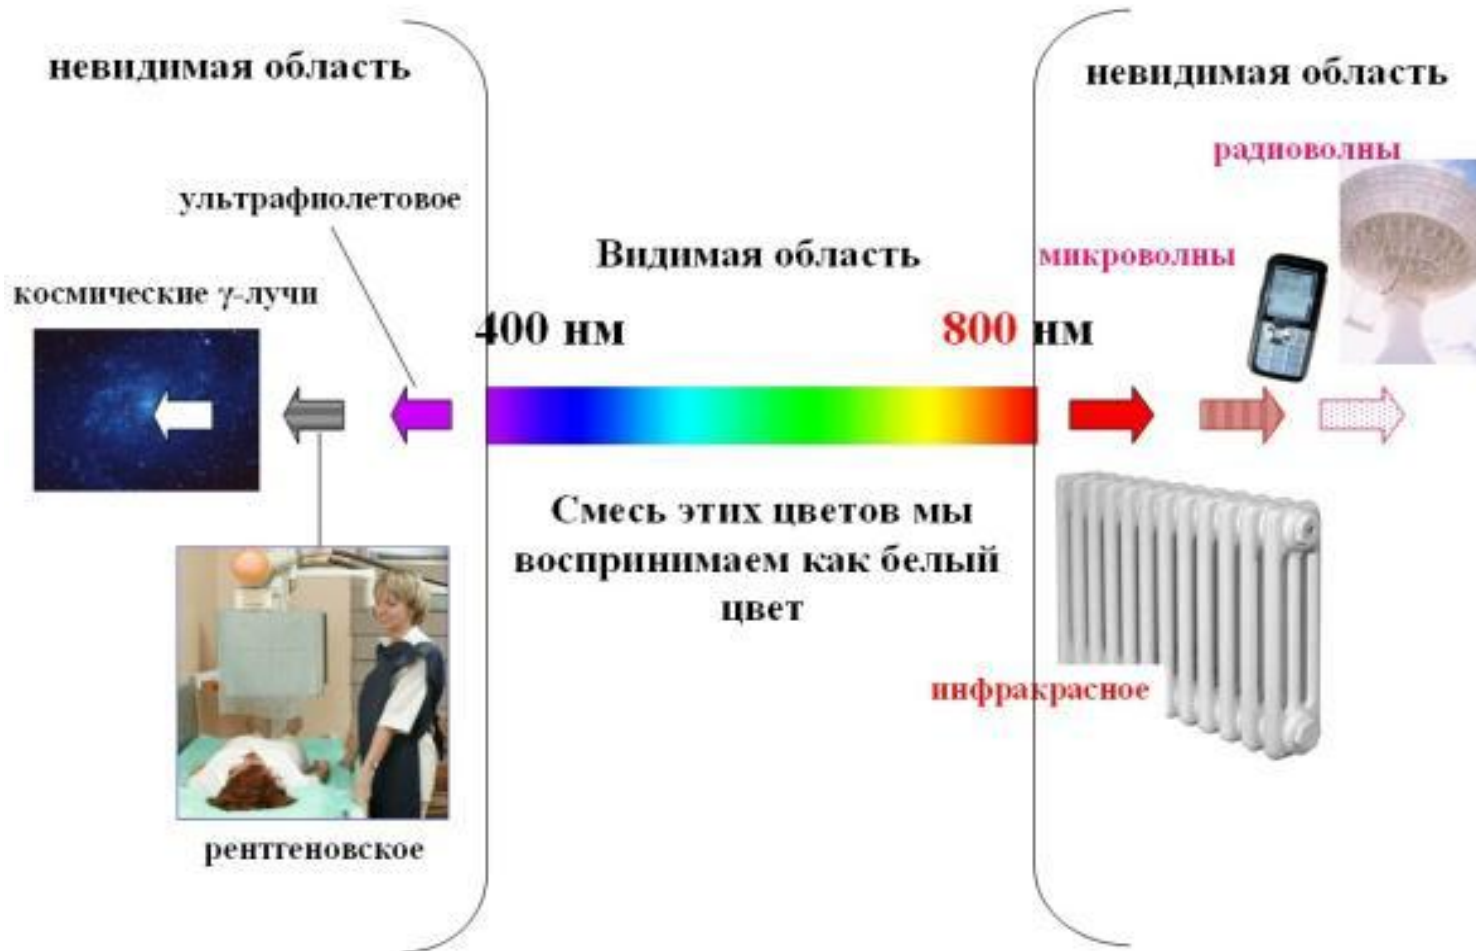 невидимая область
невидимая область
радиоволны
ультрафиолетовое
Видимая область
микроволны
космические γ-лучи
400 нм
800 нм
Смесь этих цветов мы
воспринимаем как белый
цвет
инфракрасное
рентгеновское